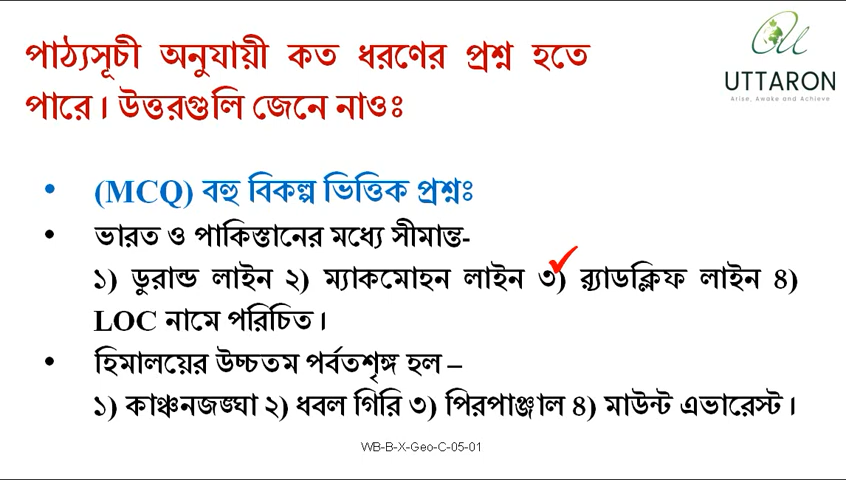 পাঠ্যসূচী অনুযায়ী কত ধরণের প্রশ্ন হতে
পারে। উত্তরগুলি জেনে নাওঃ
UTTARON
Arise, Awake and Achieve
• (MCQ) বহু বিকল্প ভিত্তিক প্রশ্নঃ
• ভারত ও পাকিস্তানের মধ্যে সীমান্ত-
১) ডুরান্ড লাইন ২) ম্যাকমোহন লাইন ৩) র‍্যাডক্লিফ লাইন 8)
LOC নামে পরিচিত।
• হিমালয়ের উচ্চতম পর্বতশৃঙ্গ হল –
১) কাঞ্চনজঙ্ঘা ২) ধবল গিরি ৩) পিরপাঞ্জাল 8) মাউন্ট এভারেস্ট।
WB-B-X-Geo-C-05-01